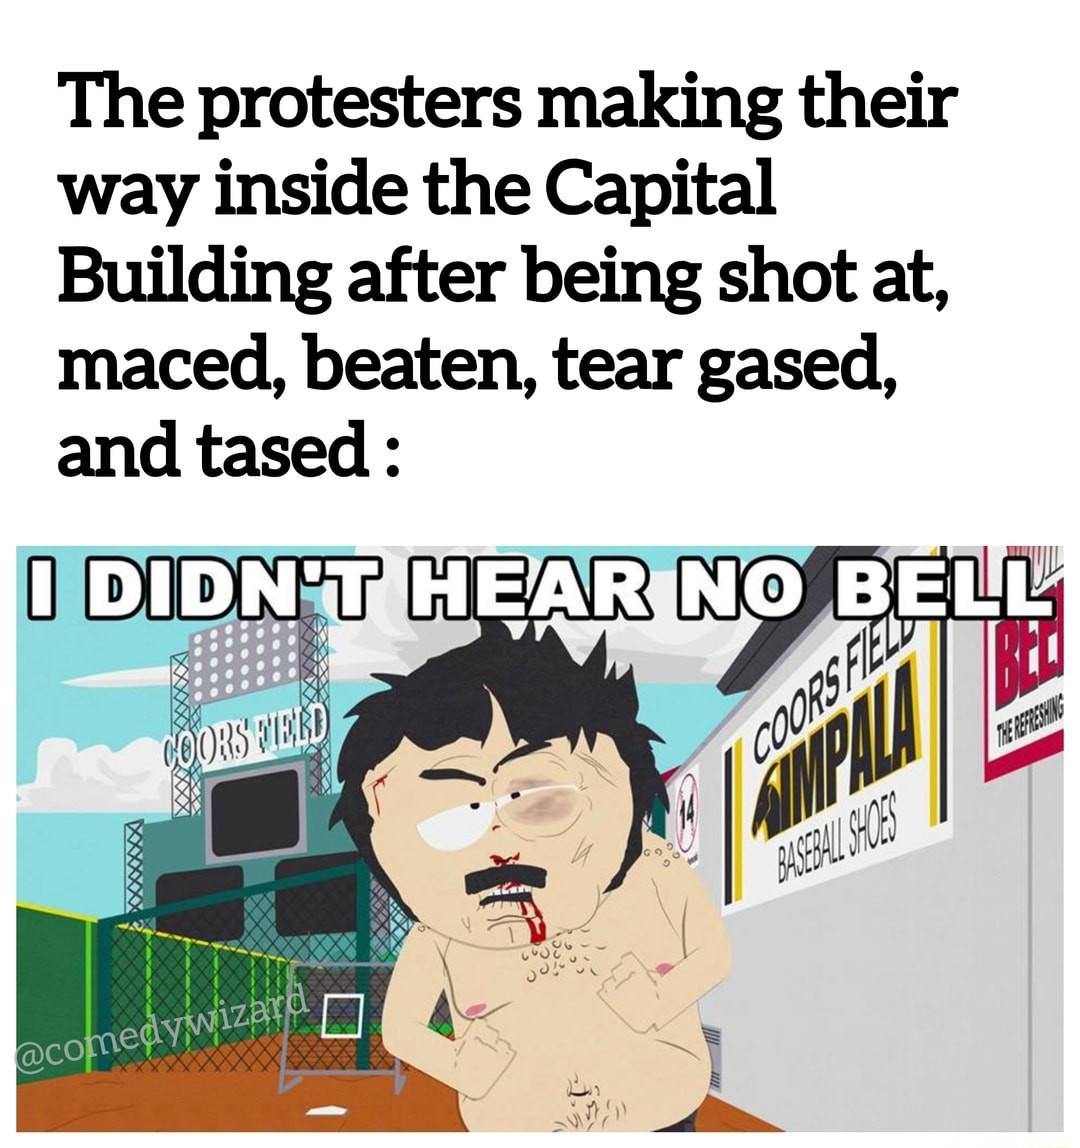 The protesters making their
way inside the Capital
Building after being shot at,
maced, beaten, tear gased,
and tased :
I DIDN'T HEAR NO BELL
COORS FIELD
COORS FIELD
IMPALA
BASEBALL SHOES
BEE
THE REFRESHING
14
@comedywizard